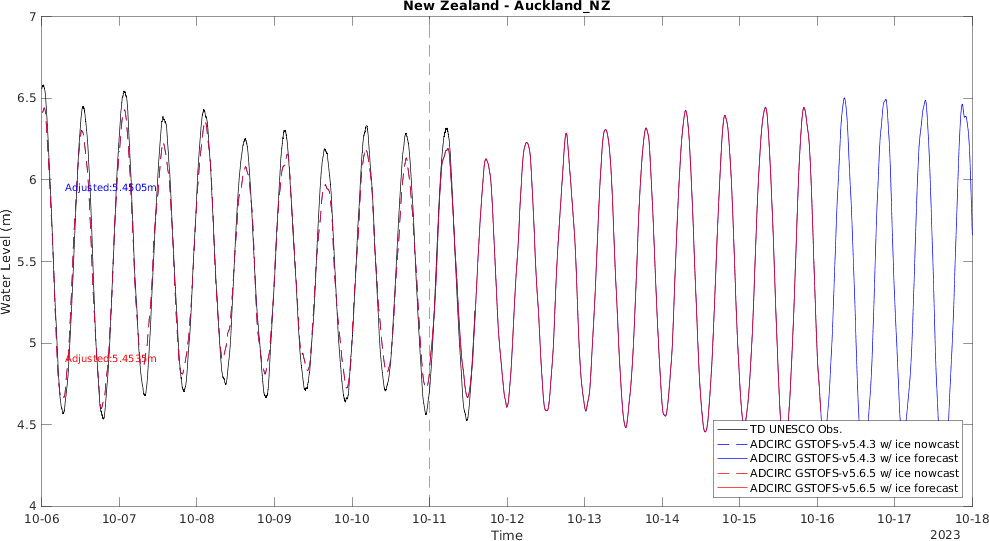 New Zealand - Auckland_NZ
7
6.5
6
5.5
5
4.5
4
Water Level (m)
Adjusted:5.4505m
Adjusted:5.4535m
TD UNESCO Obs.
ADCIRC GSTOFS-v5.4.3 w/ ice nowcast
ADCIRC GSTOFS-v5.4.3 w/ ice forecast
ADCIRC GSTOFS-v5.6.5 w/ ice nowcast
ADCIRC GSTOFS-v5.6.5 w/ ice forecast
10-06 10-07 10-08 10-09 10-10 10-11 10-12 10-13 10-14 10-15 10-16 10-17 10-18
Time
2023